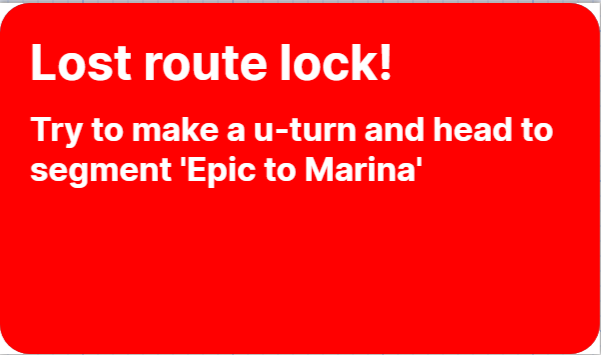 Lost route lock!
Try to make a u-turn and head to
segment 'Epic to Marina'